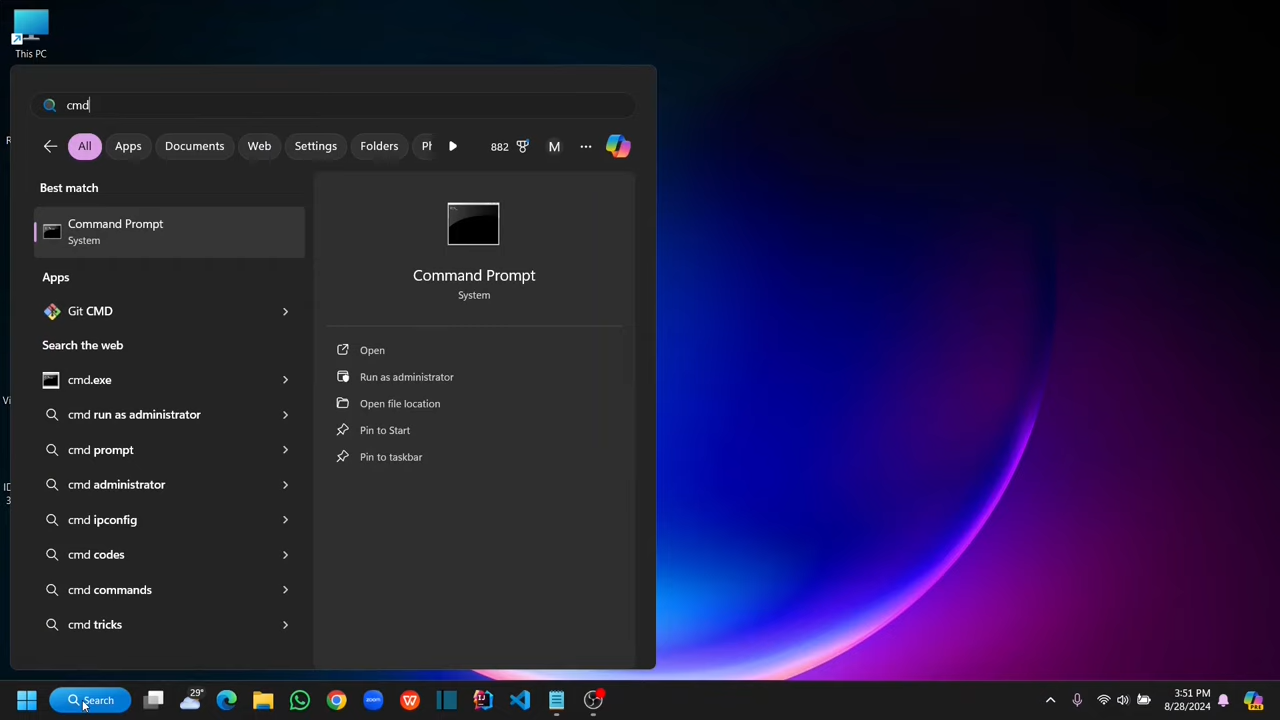 This PC
cmd
All Apps Documents Web Settings Folders 882 M
Best match
Command Prompt
System
Apps
Git CMD
Search the web
cmd.exe
cmd run as administrator
cmd prompt
cmd administrator
cmd ipconfig
cmd codes
cmd commands
cmd tricks
Command Prompt
System
Open
Run as administrator
Open file location
Pin to Start
Pin to taskbar
Search
29°
3:51 PM
8/28/2024